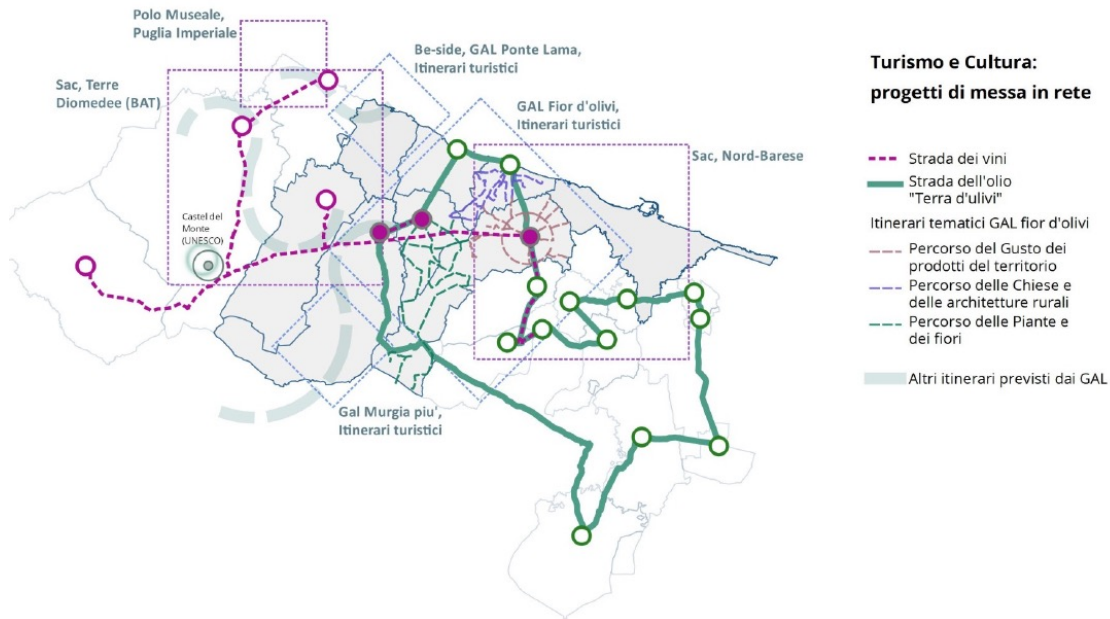 Polo Museale,
Puglia Imperiale
Be-side, GAL Ponte Lama,
Itinerari turistici
Sac, Terre
Diomedee (BAT)
GAL Fior d'olivi,
Itinerari turistici
Sac, Nord-Barese
Castel del
Monte
(UNESCO)
Gal Murgia piu',
Itinerari turistici
Turismo e Cultura:
progetti di messa in rete
Strada dei vini
Strada dell'olio
"Terra d'ulivi"
Itinerari tematici GAL fior d'olivi
Percorso del Gusto dei
prodotti del territorio
Percorso delle Chiese e
delle architetture rurali
Percorso delle Piante e
dei fiori
Altri itinerari previsti dai GAL